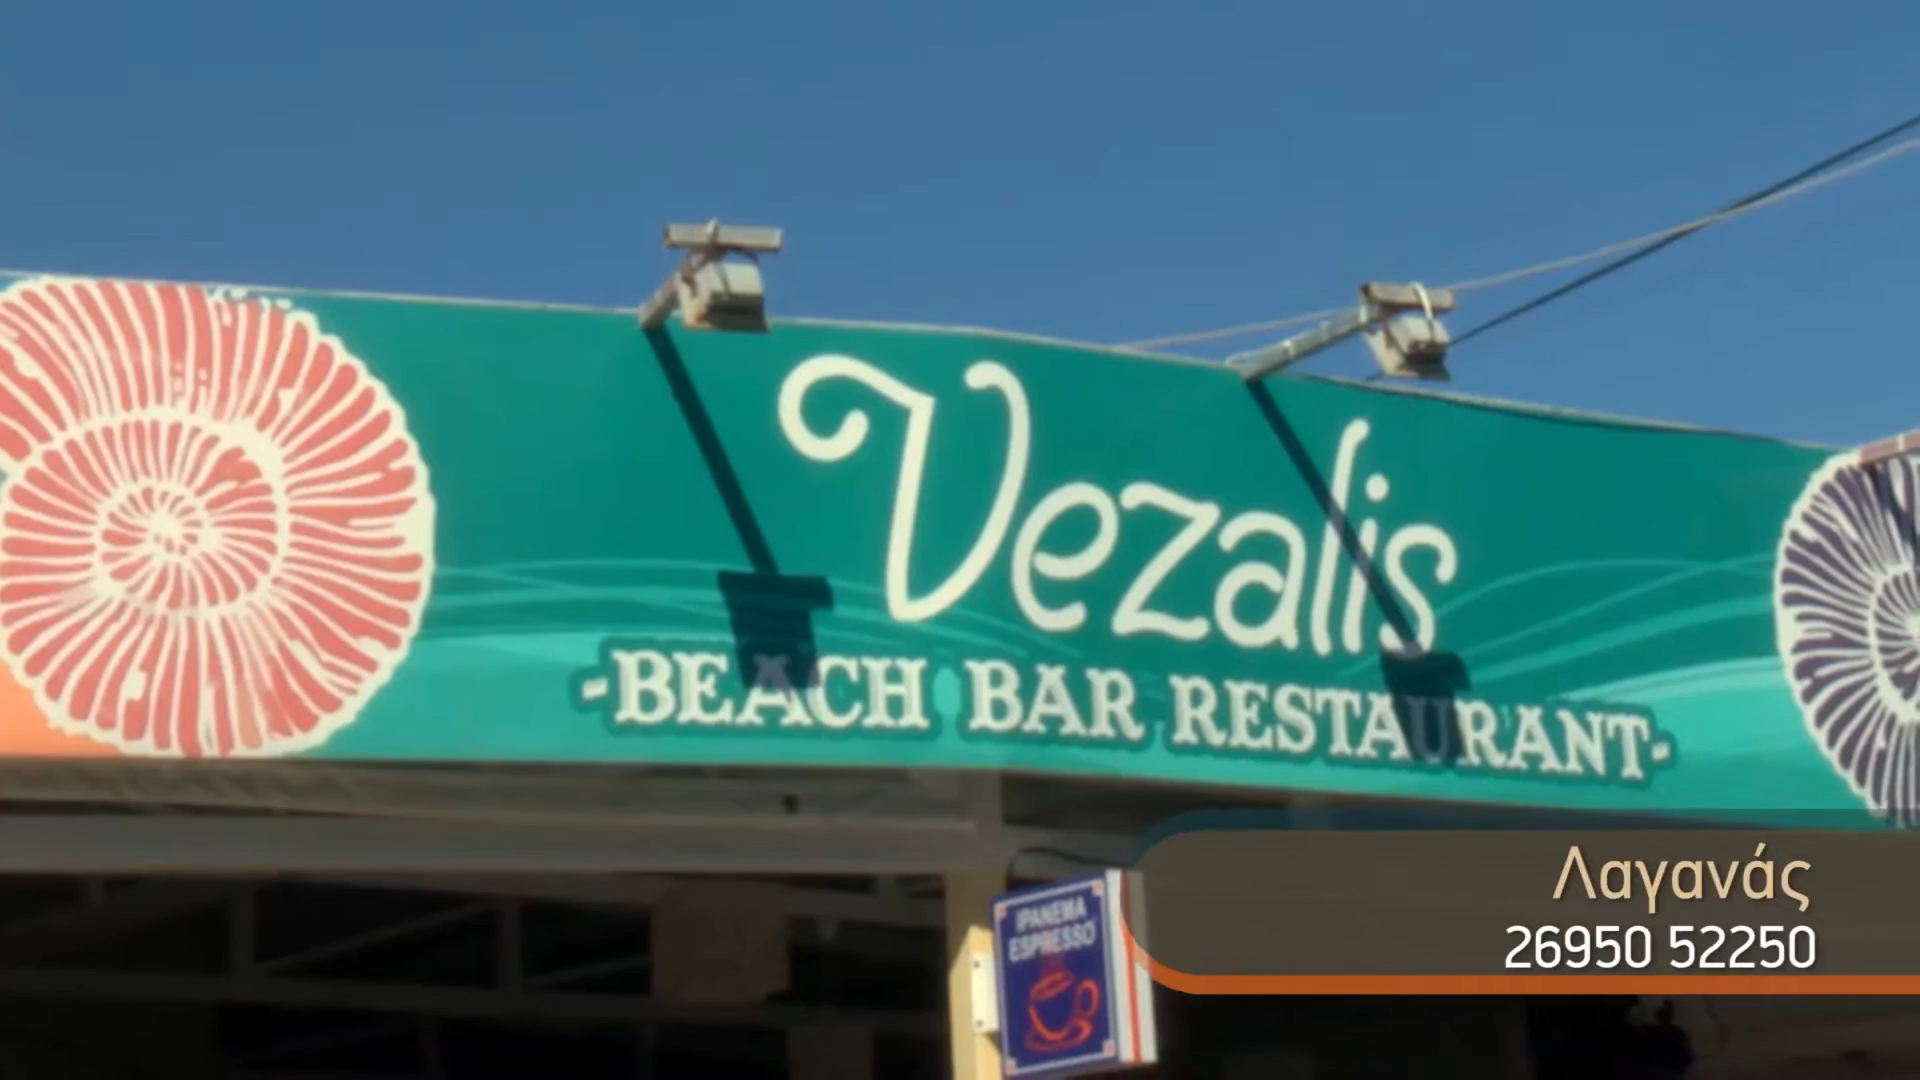 Vezalis
-BEACH BAR RESTAURANT-
IPANEMA
ESPRESSO
Λαγανάς
26950 52250